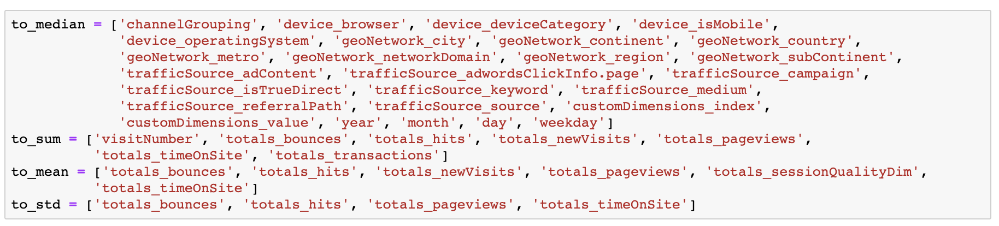 to_median = ['channelGrouping', 'device_browser', 'device_deviceCategory', 'device_isMobile',
'device_operatingSystem', 'geoNetwork_city', 'geoNetwork_continent', 'geoNetwork_country',
'geoNetwork_metro', 'geoNetwork_networkDomain', 'geoNetwork_region', 'geoNetwork_subContinent',
'trafficSource_adContent', 'trafficSource_adwordsClickInfo.page', 'trafficSource_campaign',
'trafficSource_isTrueDirect', 'trafficSource_keyword', 'trafficSource_medium',
'trafficSource_referralPath', 'trafficSource_source', 'customDimensions_index',
'customDimensions_value', 'year', 'month', 'day', 'weekday']
to_sum = ['visitNumber', 'totals_bounces', 'totals_hits', 'totals_newVisits', 'totals_pageviews',
'totals_timeOnSite', 'totals_transactions']
to_mean = ['totals_bounces', 'totals_hits', 'totals_newVisits', 'totals_pageviews', 'totals_sessionQualityDim',
'totals_timeOnSite']
to_std = ['totals_bounces', 'totals_hits', 'totals_pageviews', 'totals_timeOnSite']